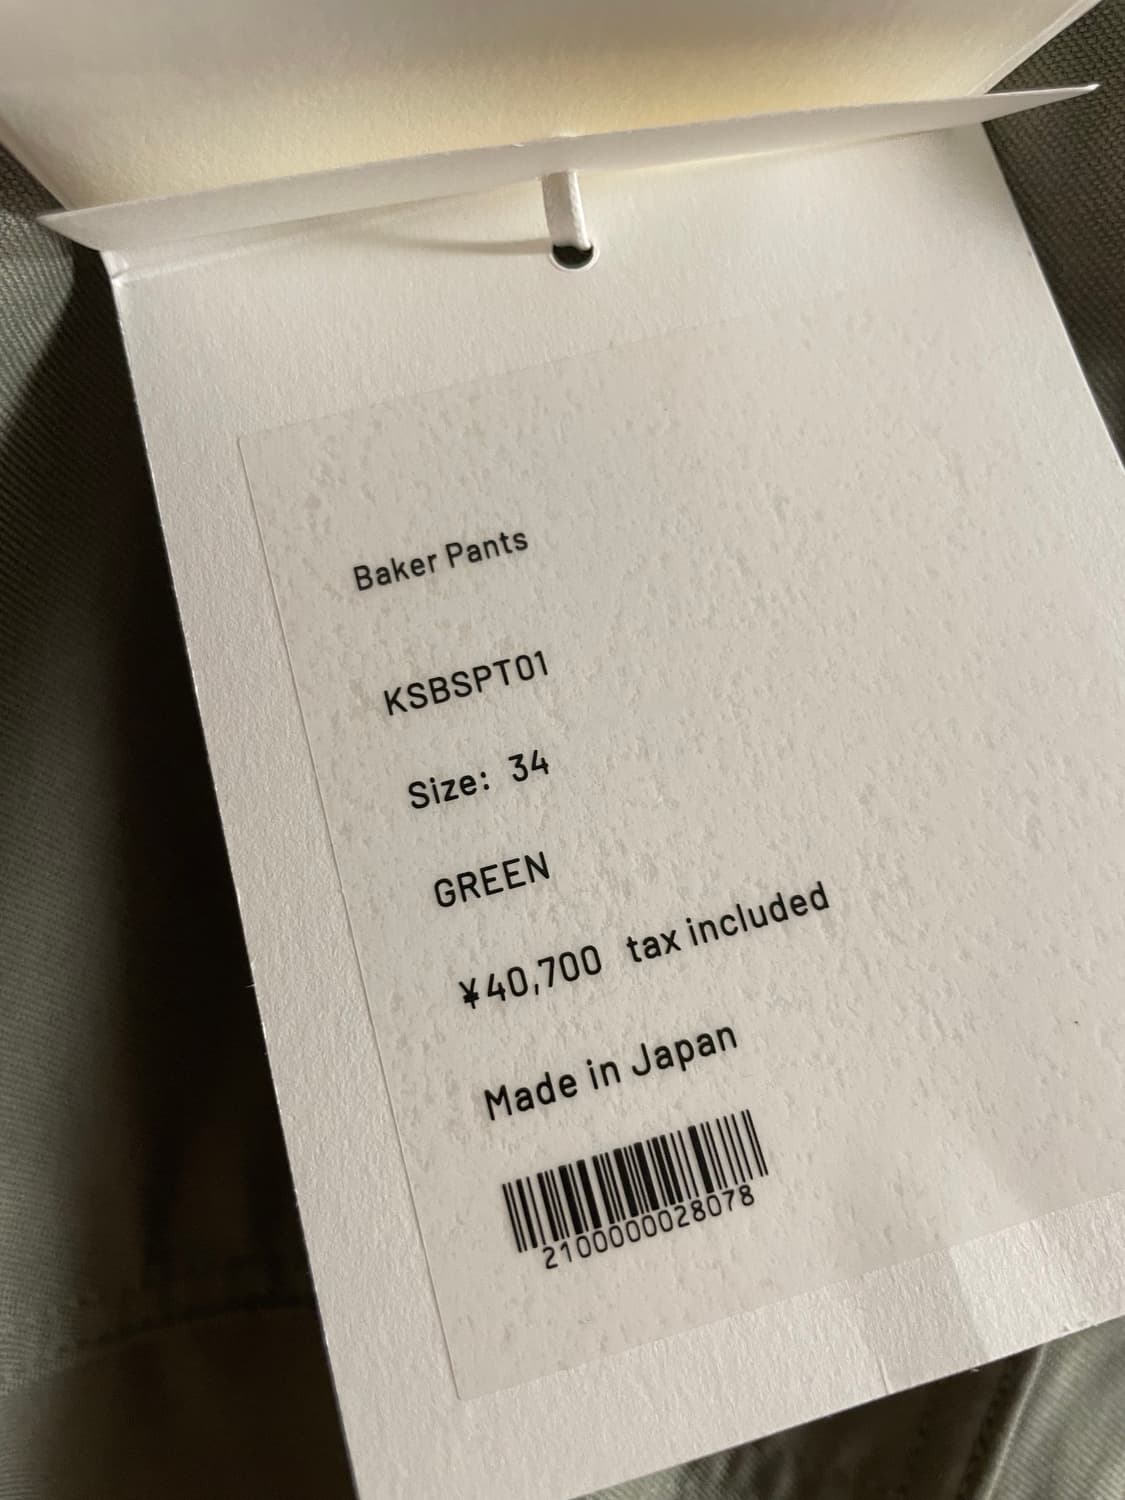 Baker Pants
KSBSPT01
Size: 34
GREEN
¥40,700 tax included
Made in Japan
2100000028078